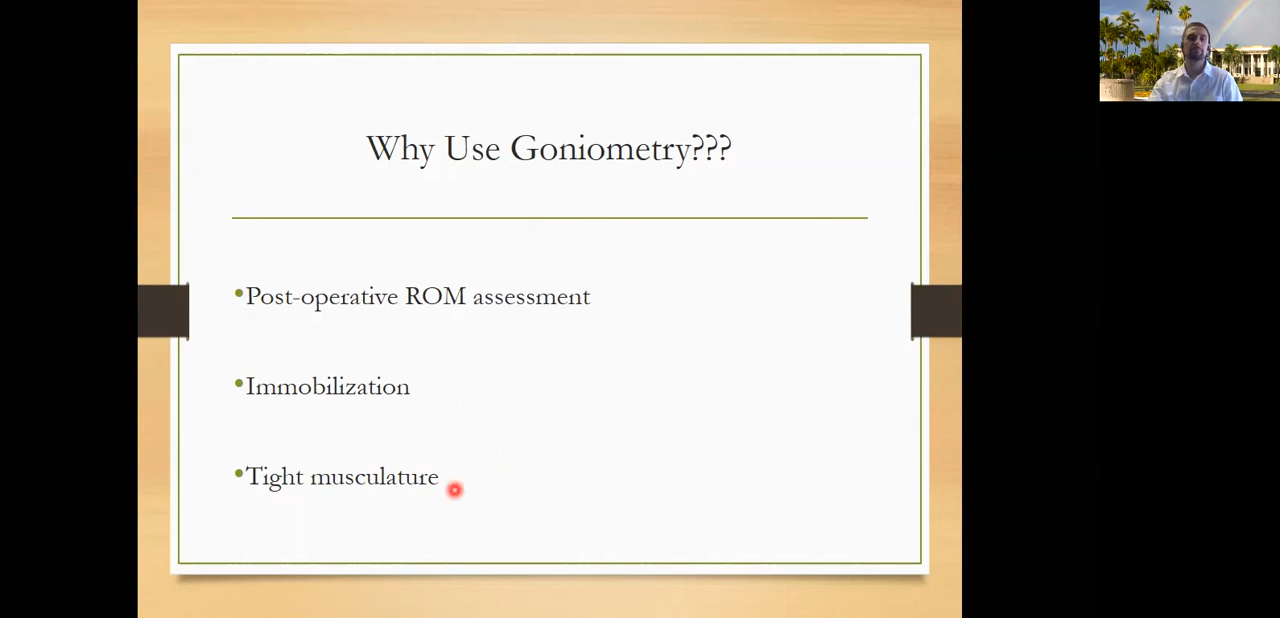 Why Use Goniometry???
•Post-operative ROM assessment
•Immobilization
•Tight musculature